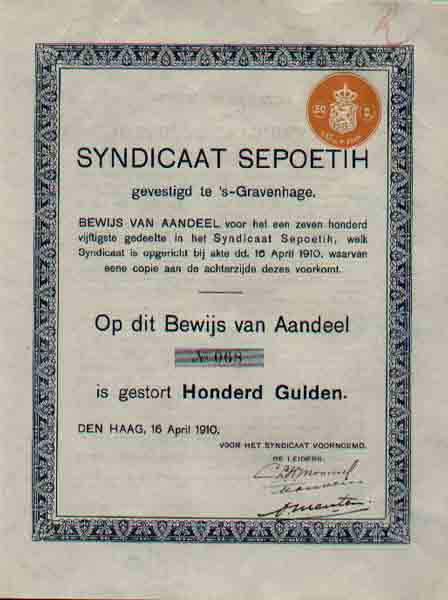 SYNDICAAT SEPOETIH
gevestigd te 's-Gravenhage.
BEWIJS VAN AANDEEL voor het een zeven honderd
vijftigste gedeelte in het Syndicaat Sepoetih, welk
Syndicaat is opgericht bij akte dd. 16 April 1910, waarvan
eene copie aan de achterzijde dezes voorkomt.
Op dit Bewijs van Aandeel
№ 068
is gestort Honderd Gulden.
DEN HAAG, 16 April 1910.
VOOR HET SYNDICAAT VOORNOEMD.
DE LEIDERS: